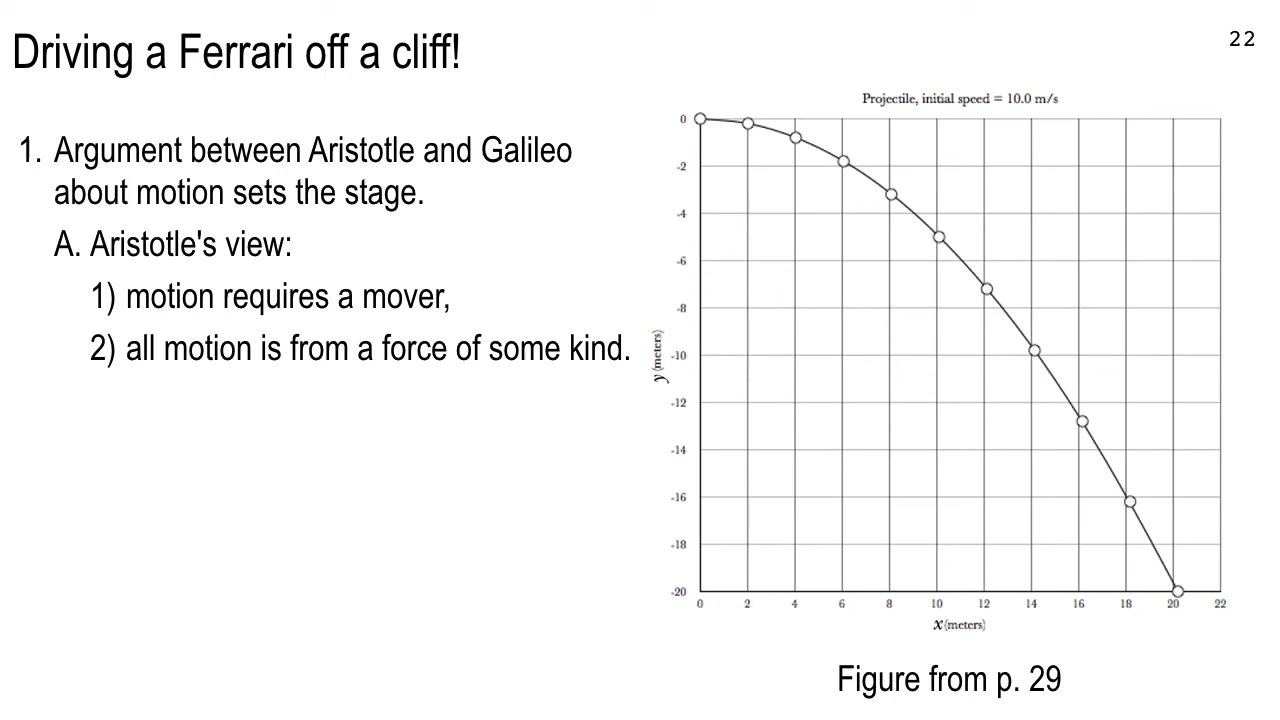 Driving a Ferrari off a cliff!
22
1. Argument between Aristotle and Galileo
about motion sets the stage.
A. Aristotle's view:
1) motion requires a mover,
2) all motion is from a force of some kind.
Projectile, initial speed = 10.0 m/s
0
-2
-4
-6
-8
-10
-12
-14
-16
-18
-20
y (meters)
0 2 4 6 8 10 12 14 16 18 20 22
x (meters)
Figure from p. 29